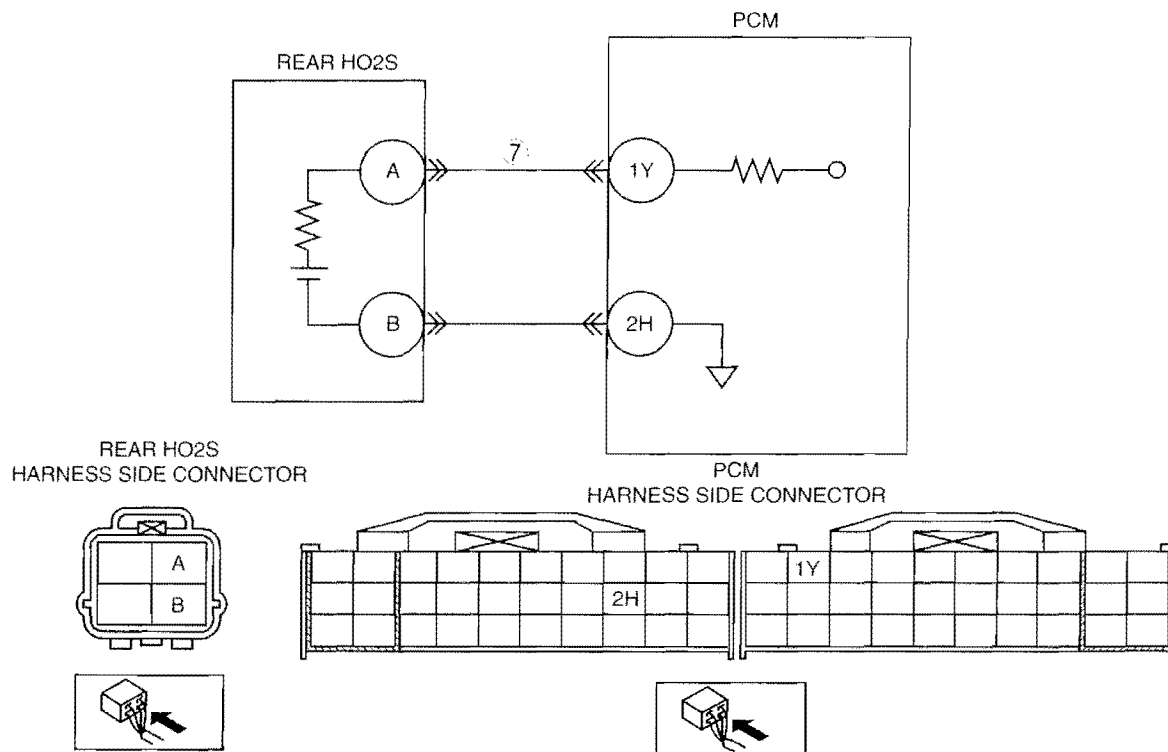 PCM
REAR HO2S
A
7
1Y
B
2H
REAR HO2S
HARNESS SIDE CONNECTOR
PCM
HARNESS SIDE CONNECTOR
A
B
2H
1Y